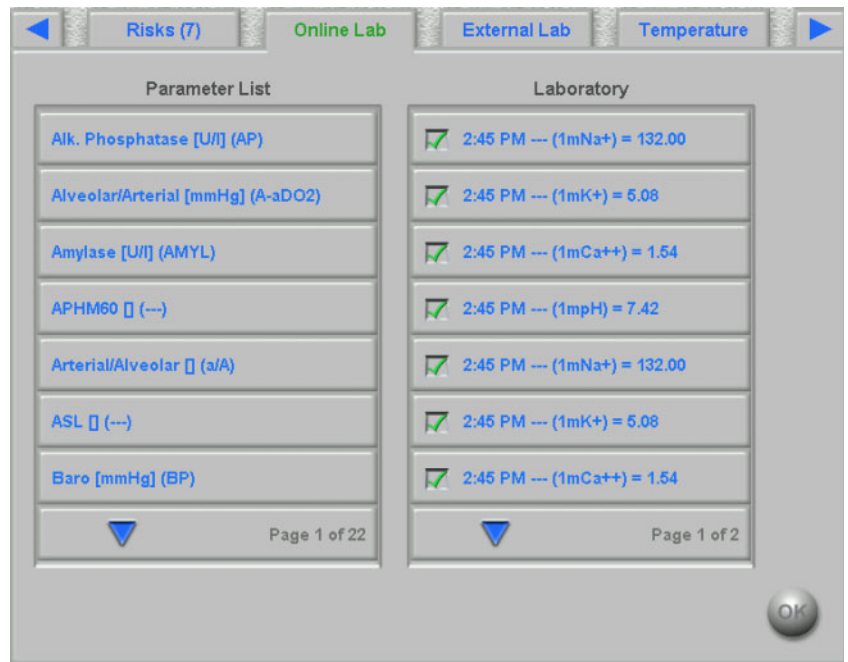 Risks (7)
Online Lab
External Lab
Temperature
Parameter List
Alk. Phosphatase [U/l] (AP)
Alveolar/Arterial [mmHg] (A-aDO2)
Amylase [U/l] (AMYL)
APHM60 [] (---)
Arterial/Alveolar [] (a/A)
ASL [] (---)
Baro [mmHg] (BP)
Page 1 of 22
Laboratory
2:45 PM --- (1mNa+) = 132.00
2:45 PM --- (1mK+) = 5.08
2:45 PM --- (1mCa++) = 1.54
2:45 PM --- (1mpH) = 7.42
2:45 PM --- (1mNa+) = 132.00
2:45 PM --- (1mK+) = 5.08
2:45 PM --- (1mCa++) = 1.54
Page 1 of 2
OK